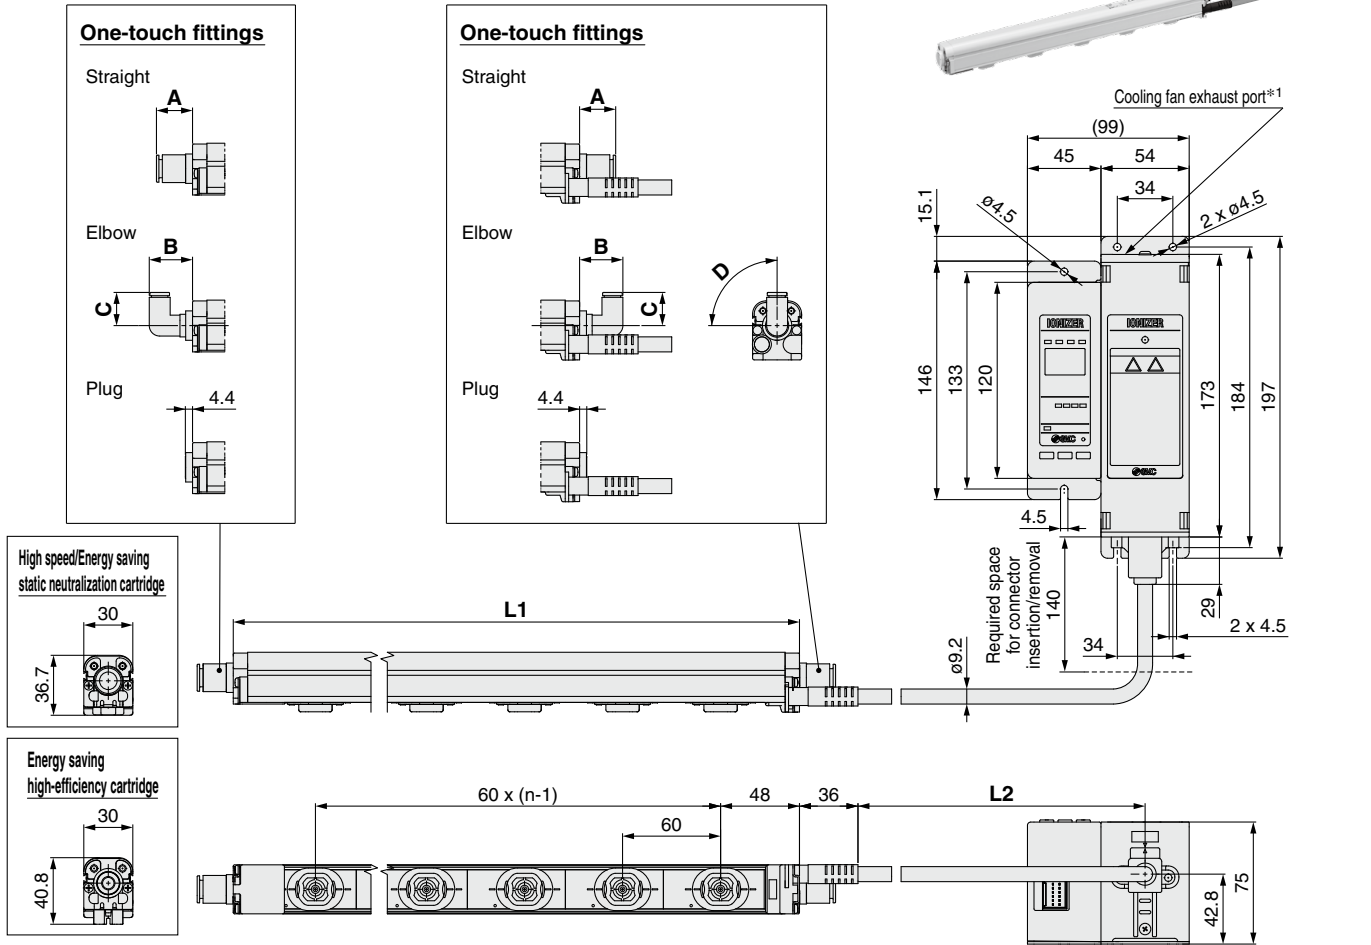 One-touch fittings
Straight
A
Elbow
B
C
Plug
4.4
One-touch fittings
Straight
A
Elbow
B
C
D
Plug
4.4
Cooling fan exhaust port*1
(99)
45
54
34
15.1
ø4.5
2 x ø4.5
IONIZER
IONIZER
146
133
120
173
184
197
SMC
SMC
4.5
Required space
for connector
insertion/removal
140
29
2 x 4.5
34
ø9.2
High speed/Energy saving
static neutralization cartridge
30
36.7
L1
Energy saving
high-efficiency cartridge
30
40.8
60 x (n-1)
48
36
L2
60
42.8
75